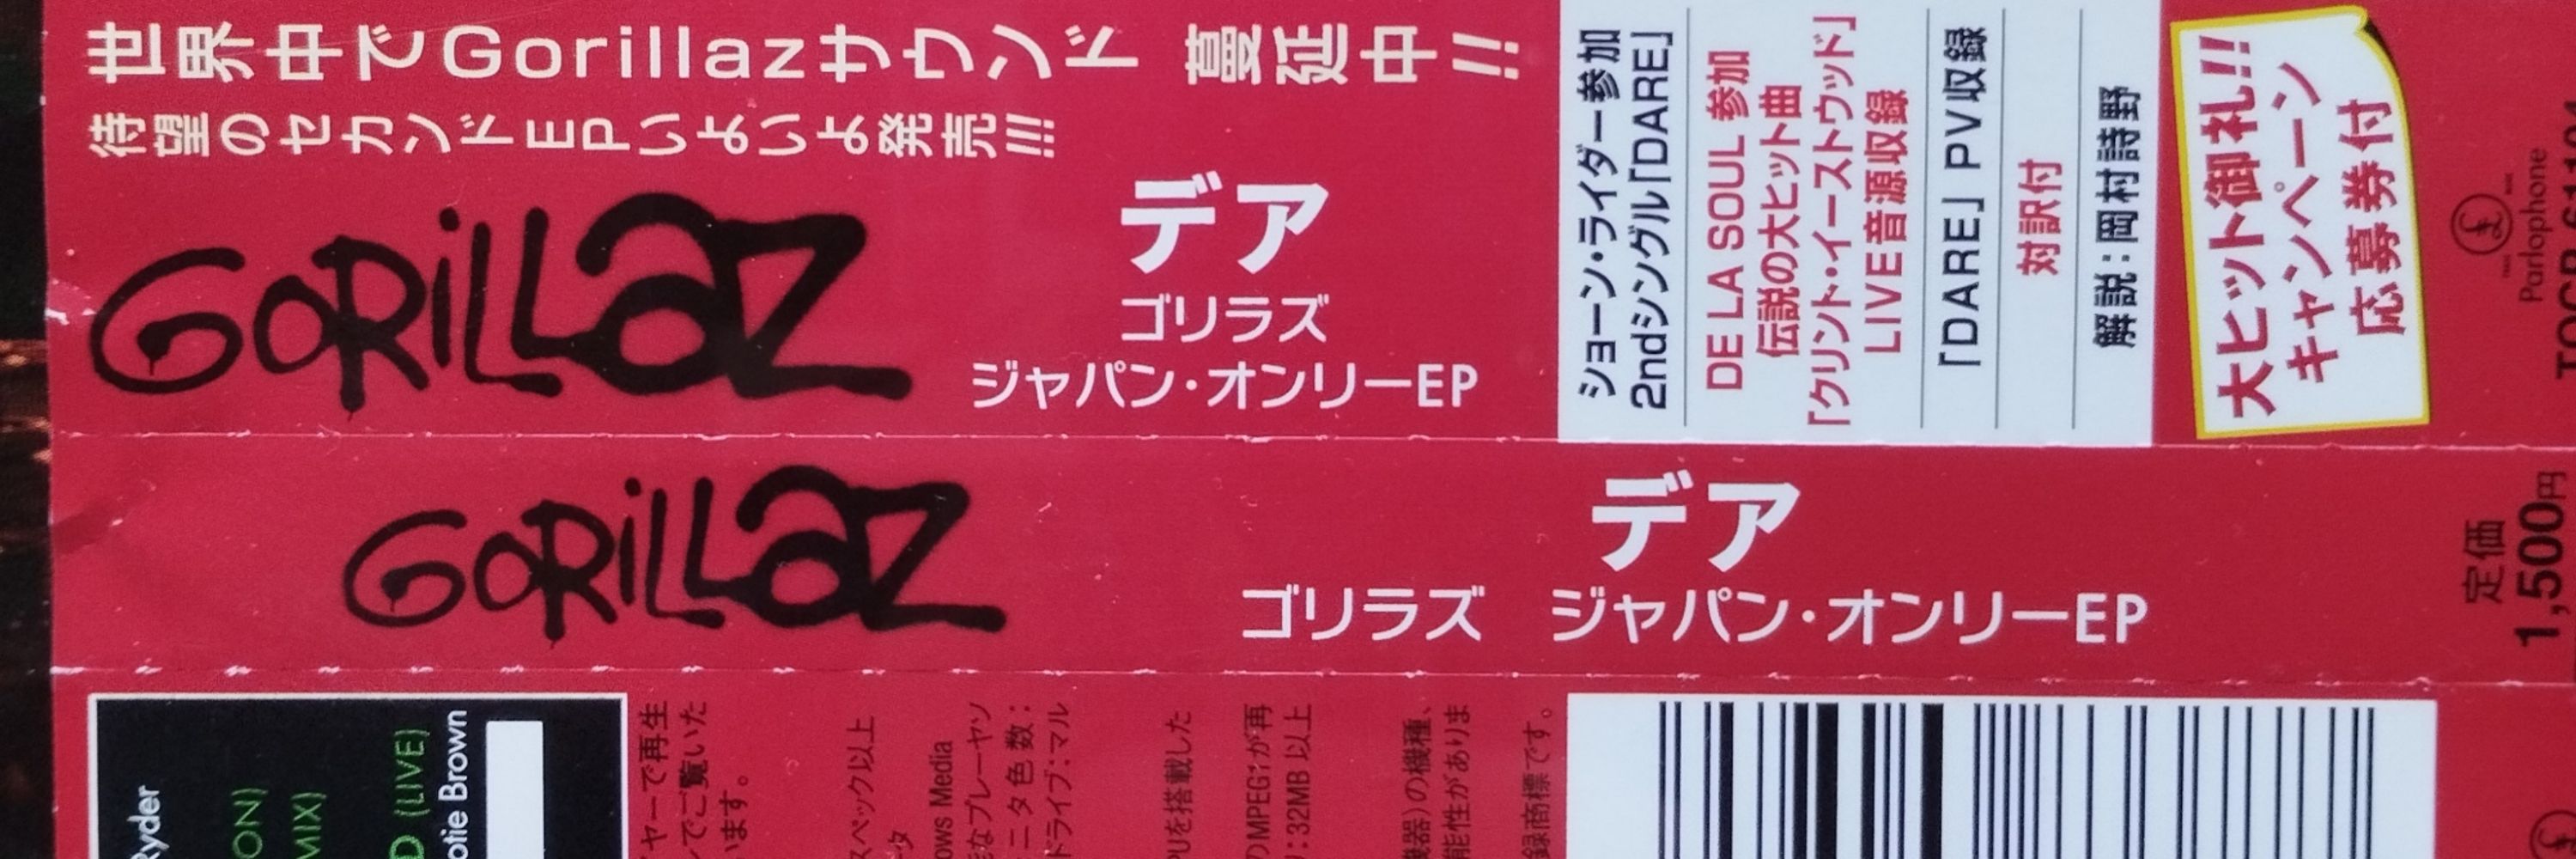 世界中でGorillazサウンド 蔓延中!!
待望のセカンドEPいよいよ発売!!!
GORiLLaZ
デア
ゴリラズ
ジャパン・オンリーEP
ショーン・ライダー参加
2ndシングル「DARE」
DE LA SOUL 参加
伝説の大ヒット曲
「クリント・イーストウッド」
LIVE音源収録
「DARE」PV収録
対訳付
解説:岡村詩野
大ヒット御礼!!
キャンペーン
応募券付
Parlophone
GORiLLaZ
デア
ゴリラズ ジャパン・オンリーEP
定価
1,500円
Ryder
ON)
MIX)
D (LIVE)
otie Brown
ヤーで再生
でご覧いた
います。
スペック以上
ows Media
なプレーヤソ
ニタ色数:
ドライブ:マル
PUを搭載した
のMPEG1が再
:32MB 以上
機器)の機種、
能性がありま
録商標です。